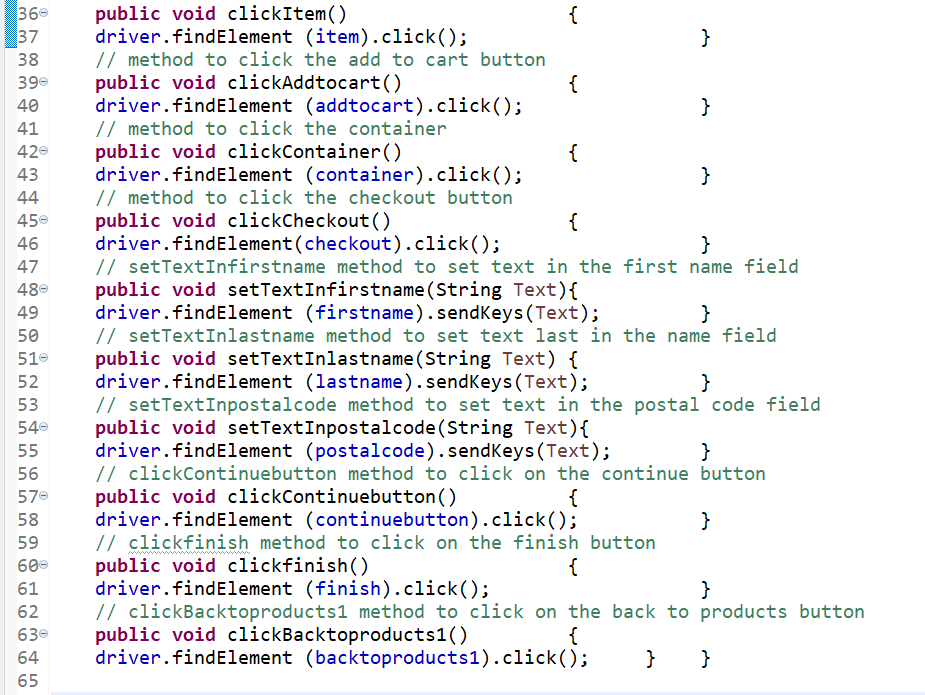 36 public void clickItem() {
37 driver.findElement (item).click(); }
38 // method to click the add to cart button
39 public void clickAddtocart() {
40 driver.findElement (addtocart).click(); }
41 // method to click the container
42 public void clickContainer() {
43 driver.findElement (container).click(); }
44 // method to click the checkout button
45 public void clickCheckout() {
46 driver.findElement(checkout).click(); }
47 // setTextInfirstname method to set text in the first name field
48 public void setTextInfirstname(String Text){
49 driver.findElement (firstname).sendKeys(Text); }
50 // setTextInlastname method to set text last in the name field
51 public void setTextInlastname(String Text) {
52 driver.findElement (lastname).sendKeys(Text); }
53 // setTextInpostalcode method to set text in the postal code field
54 public void setTextInpostalcode(String Text){
55 driver.findElement (postalcode).sendKeys(Text); }
56 // clickContinuebutton method to click on the continue button
57 public void clickContinuebutton() {
58 driver.findElement (continuebutton).click(); }
59 // clickfinish method to click on the finish button
60 public void clickfinish() {
61 driver.findElement (finish).click(); }
62 // clickBacktoproducts1 method to click on the back to products button
63 public void clickBacktoproducts1() {
64 driver.findElement (backtoproducts1).click(); } }
65